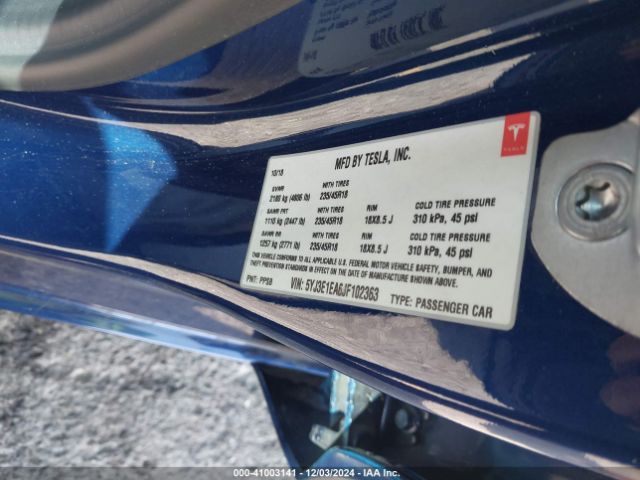 MFD BY TESLA, INC.
TESLA
10/18
GVWR WITH TIRES
2180 kg (4806 lb) 235/45R18
GAWR FRT WITH TIRES RIM COLD TIRE PRESSURE
1110 kg (2447 lb) 235/45R18 18X8.5 J 310 kPa, 45 psi
GAWR RR WITH TIRES RIM COLD TIRE PRESSURE
1257 kg (2771 lb) 235/45R18 18X8.5 J 310 kPa, 45 psi
THIS VEHICLE CONFORMS TO ALL APPLICABLE U.S. FEDERAL MOTOR VEHICLE SAFETY, BUMPER, AND
THEFT PREVENTION STANDARDS IN EFFECT ON THE DATE OF MANUFACTURE SHOWN ABOVE.
PMT: PPSB VIN: 5YJ3E1EA6JF102363 TYPE: PASSENGER CAR
00-41003141 - 12/03/2024 - IAA Inc.